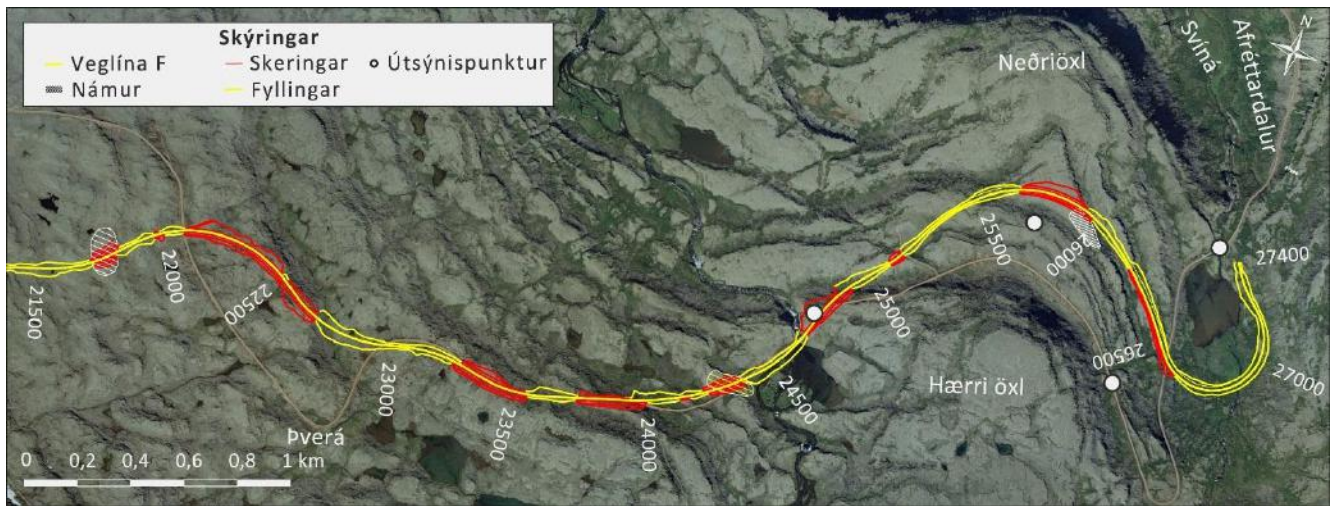 Skýringar
Veglína F
Skeringar
Útsýnispunktur
Námur
Fyllingar
Neðriöxl
Svíná
Afréttardalur
N
21500
22000
22500
23000
23500
24000
24500
25000
25500
26000
26500
27000
27400
Hærri öxl
Þverá
0 0,2 0,4 0,6 0,8 1 km